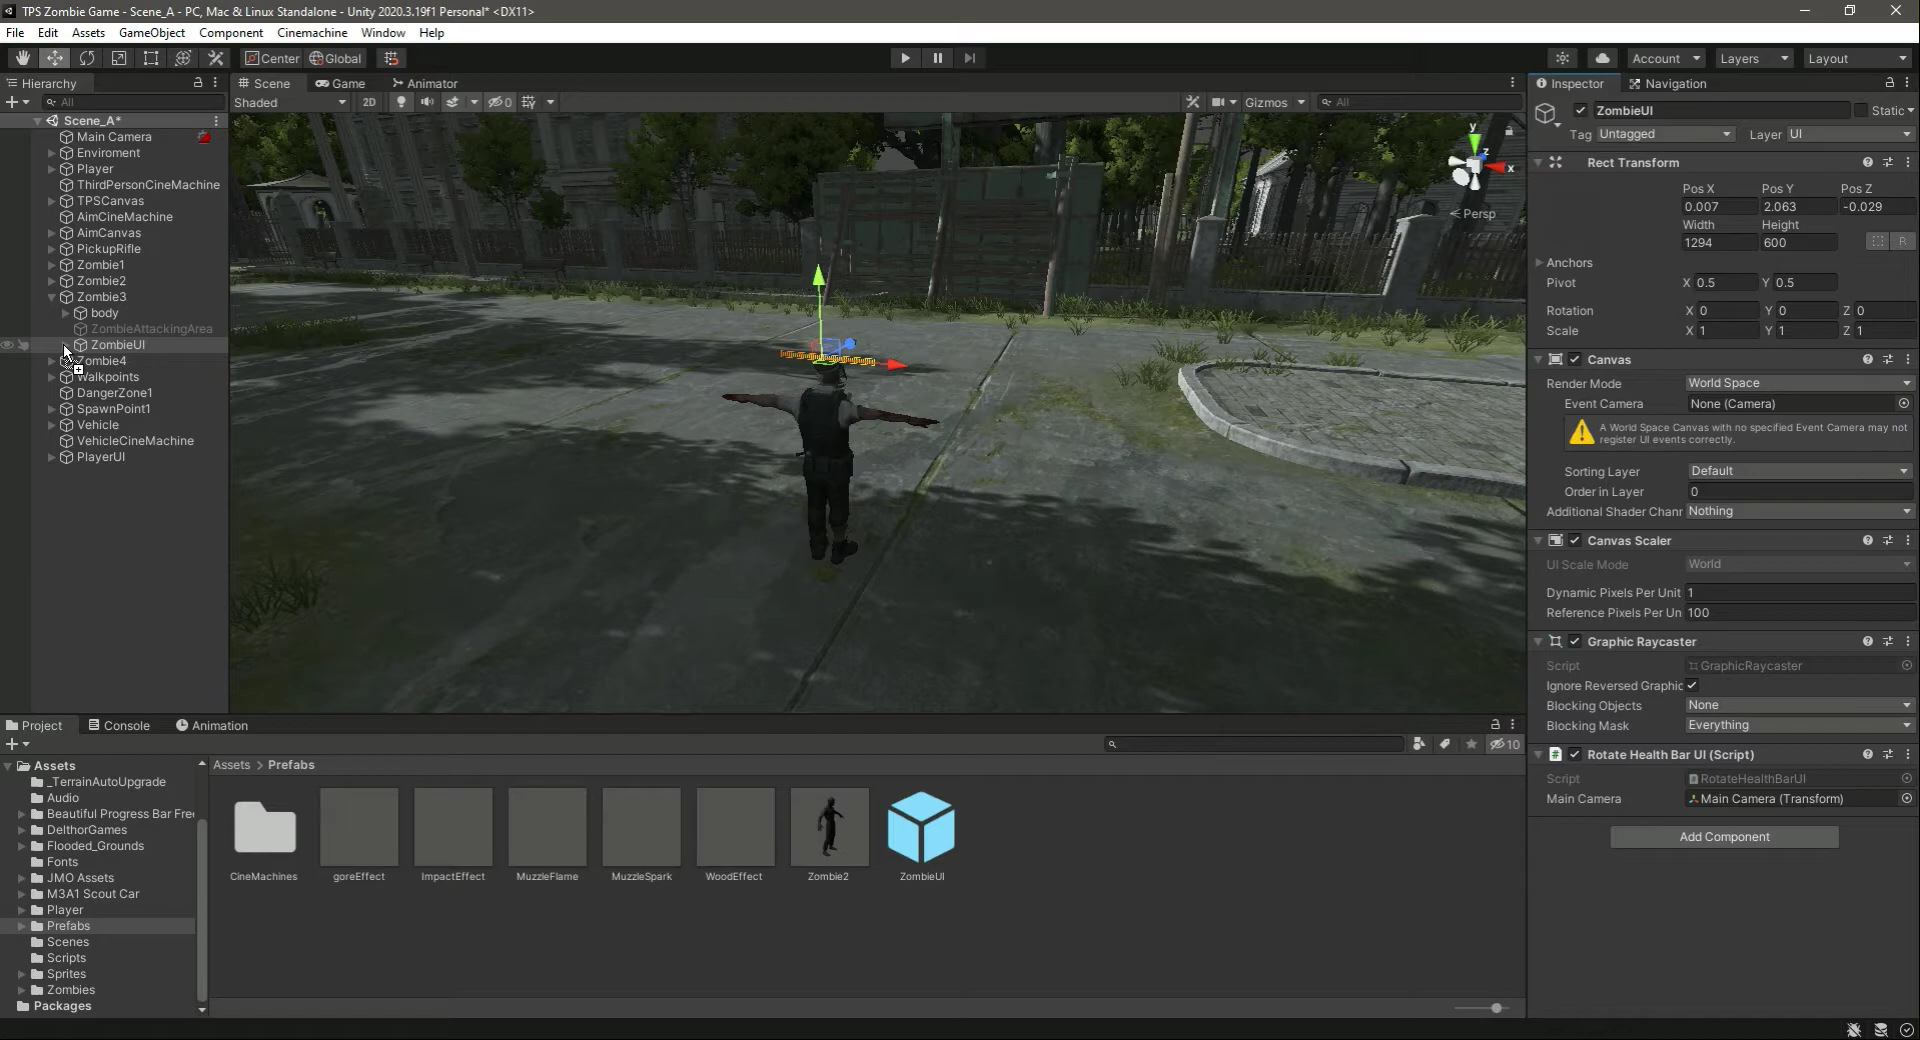 TPS Zombie Game - Scene_A - PC, Mac & Linux Standalone - Unity 2020.3.19f1 Personal* <DX11>
File Edit Assets GameObject Component Cinemachine Window Help
Center Global Account Layers Layout
Hierarchy Scene Game Animator Inspector Navigation
All Shaded 2D 0 Gizmos All
ZombieUI Static
Tag Untagged Layer UI
Scene_A*
Main Camera
Enviroment
Player
ThirdPersonCineMachine
TPSCanvas
AimCineMachine
AimCanvas
PickupRifle
Zombie1
Zombie2
Zombie3
body
ZombieAttackingArea
ZombieUI
Zombie4
Walkpoints
DangerZone1
SpawnPoint1
Vehicle
VehicleCineMachine
PlayerUI
y
z
x
Persp
Rect Transform
Pos X Pos Y Pos Z
0.007 2.063 -0.029
Width Height
1294 600 R
Anchors
Pivot X 0.5 Y 0.5
Rotation X 0 Y 0 Z 0
Scale X 1 Y 1 Z 1
Canvas
Render Mode World Space
Event Camera None (Camera)
A World Space Canvas with no specified Event Camera may not
register UI events correctly.
Sorting Layer Default
Order in Layer 0
Additional Shader Chanr Nothing
Canvas Scaler
UI Scale Mode World
Dynamic Pixels Per Unit 1
Reference Pixels Per Un 100
Graphic Raycaster
Script GraphicRaycaster
Ignore Reversed Graphic
Blocking Objects None
Blocking Mask Everything
Rotate Health Bar UI (Script)
Script RotateHealthBarUI
Main Camera Main Camera (Transform)
Add Component
Project Console Animation
10
Assets
_TerrainAutoUpgrade
Audio
Beautiful Progress Bar Free
DelthorGames
Flooded_Grounds
Fonts
JMO Assets
M3A1 Scout Car
Player
Prefabs
Scenes
Scripts
Sprites
Zombies
Packages
Assets > Prefabs
CineMachines goreEffect ImpactEffect MuzzleFlame MuzzleSpark WoodEffect Zombie2 ZombieUI